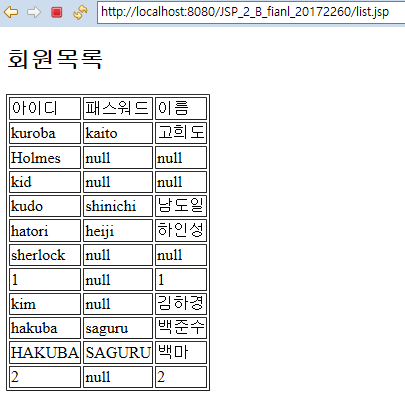 http://localhost:8080/JSP_2_B_fianl_20172260/list.jsp
회원목록
아이디 패스워드 이름
kuroba kaito 고희도
Holmes null null
kid null null
kudo shinichi 남도일
hatori heiji 하인성
sherlock null null
1 null 1
kim null 김하경
hakuba saguru 백준수
HAKUBA SAGURU 백마
2 null 2